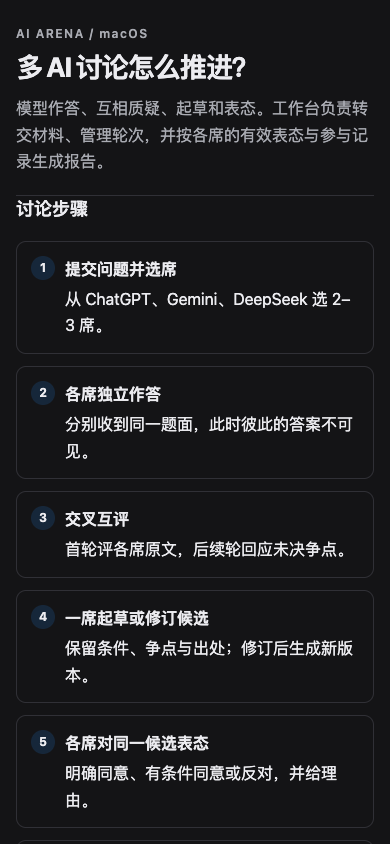 AI ARENA / macOS
多 AI 讨论怎么推进？
模型作答、互相质疑、起草和表态。工作台负责转
交材料、管理轮次，并按各席的有效表态与参与记
录生成报告。
讨论步骤
1 提交问题并选席
从 ChatGPT、Gemini、DeepSeek 选 2–
3 席。
2 各席独立作答
分别收到同一题面，此时彼此的答案不可
见。
3 交叉互评
首轮评各席原文，后续轮回应未决争点。
4 一席起草或修订候选
保留条件、争点与出处；修订后生成新版
本。
5 各席对同一候选表态
明确同意、有条件同意或反对，并给理
由。